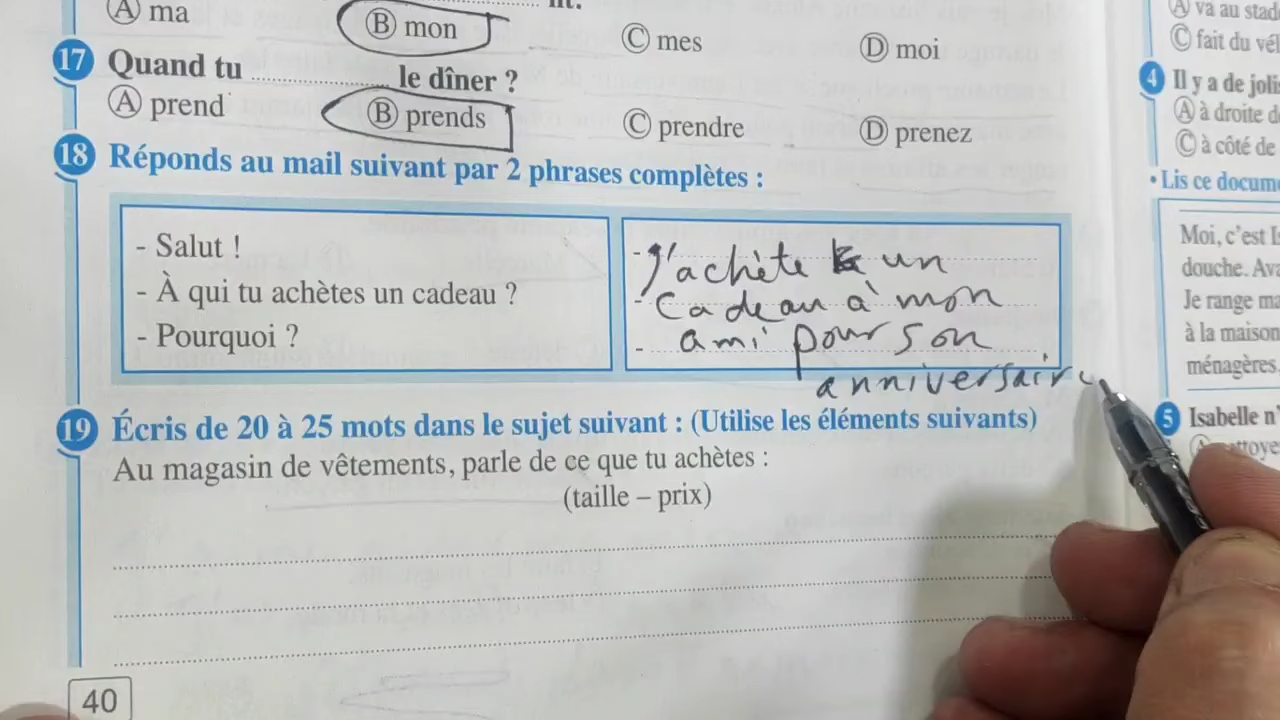 A ma
B mon
C mes
D moi
17 Quand tu .................... le dîner ?
A prend
B prends
C prendre
D prenez
18 Réponds au mail suivant par 2 phrases complètes :
- Salut !
- À qui tu achètes un cadeau ?
- Pourquoi ?
- J'achète un
- cadeau à mon
- ami pour son
anniversaire
19 Écris de 20 à 25 mots dans le sujet suivant : (Utilise les éléments suivants)
Au magasin de vêtements, parle de ce que tu achètes :
(taille – prix)
40
A va au stad
C fait du vél
4 Il y a de joli
A à droite d
C à côté de
• Lis ce docum
Moi, c'est I
douche. Ava
Je range ma
à la maison
ménagères.
5 Isabelle n'